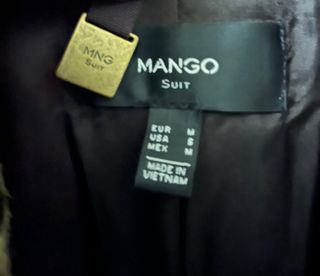 MNG
SUIT
MANGO
SUIT
EUR M
USA S
MEX M
MADE IN
VIETNAM